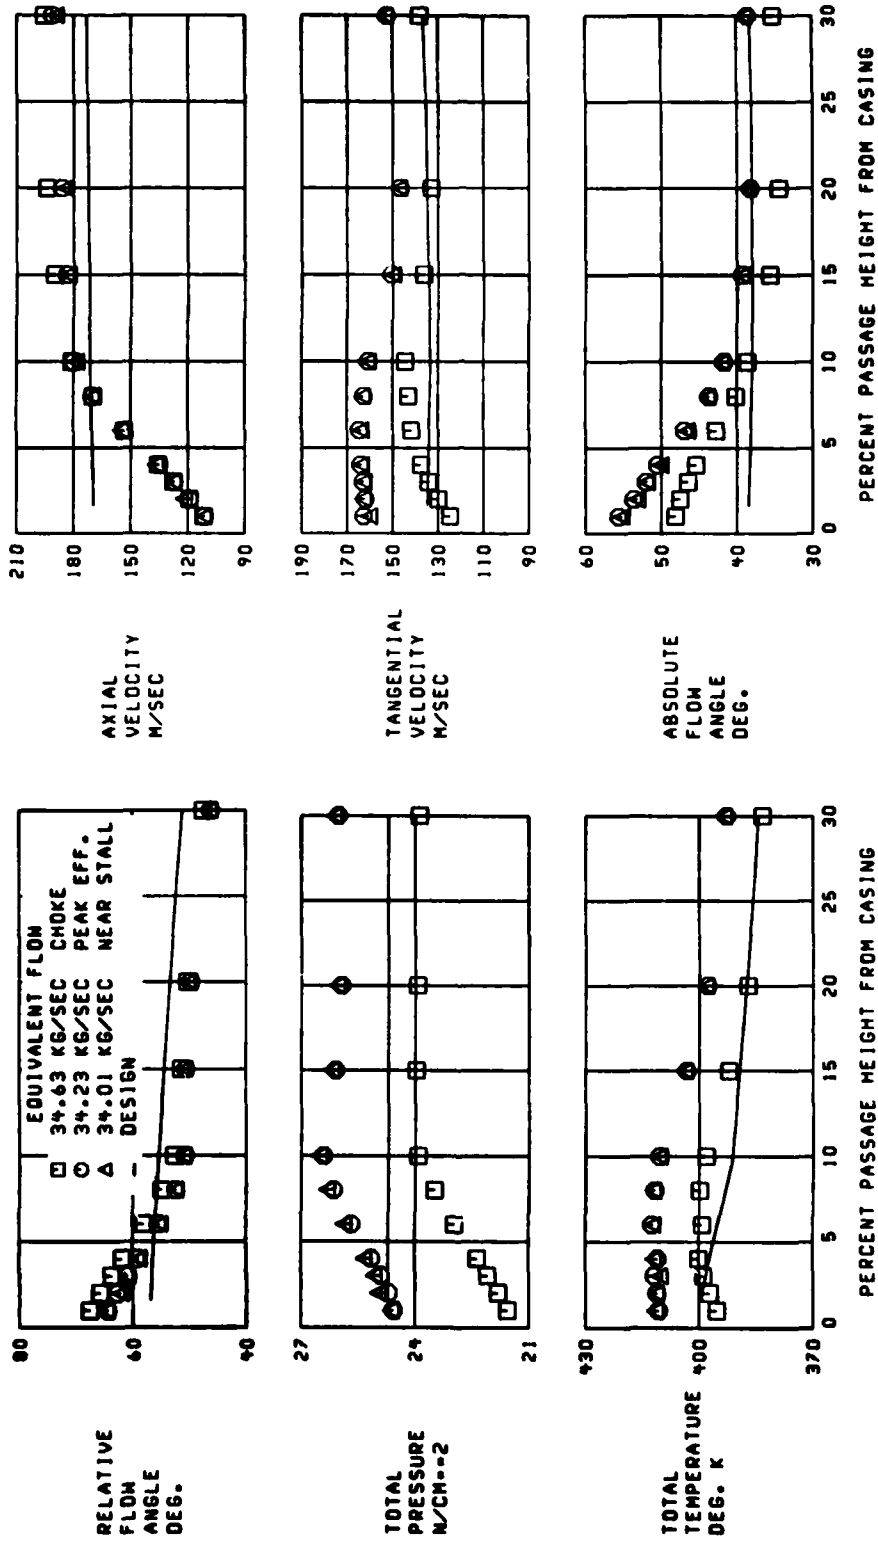 RELATIVE
FLOW
ANGLE
DEG.
80
60
40
EQUIVALENT FLOW
34.63 KG/SEC CHOKE
34.23 KG/SEC PEAK EFF.
34.01 KG/SEC NEAR STALL
DESIGN
AXIAL
VELOCITY
M/SEC
210
180
150
120
90
TOTAL
PRESSURE
N/CM**2
27
24
21
TANGENTIAL
VELOCITY
M/SEC
190
170
150
130
110
90
TOTAL
TEMPERATURE
DEG. K
430
400
370
0 5 10 15 20 25 30
PERCENT PASSAGE HEIGHT FROM CASING
ABSOLUTE
FLOW
ANGLE
DEG.
60
50
40
30
0 5 10 15 20 25 30
PERCENT PASSAGE HEIGHT FROM CASING